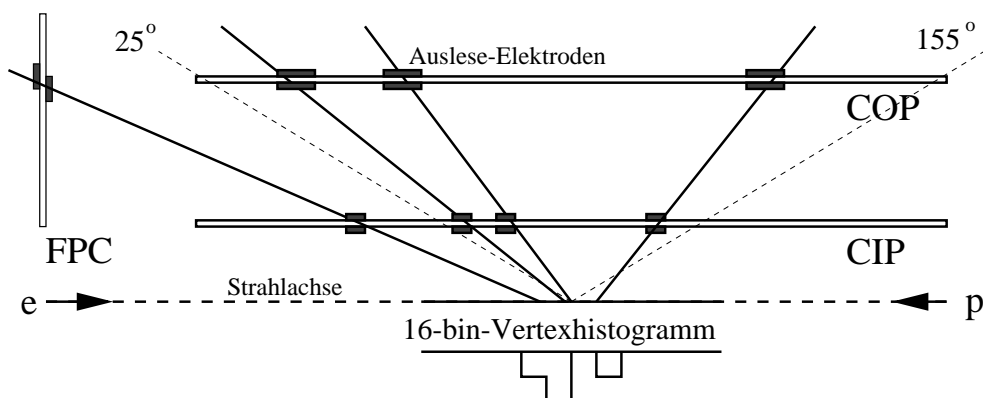 25°
Auslese-Elektroden
155°
COP
FPC
CIP
Strahlachse
e
p
16-bin-Vertexhistogramm